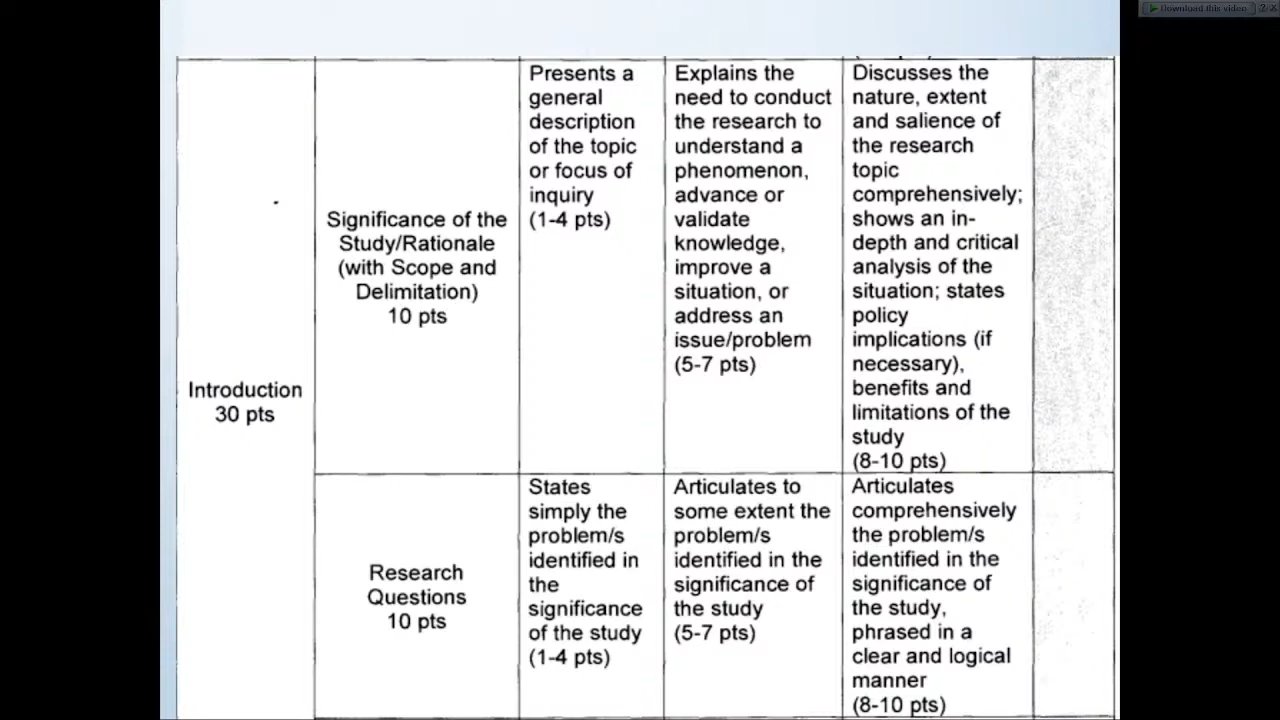 Download this video
Introduction
30 pts
Significance of the
Study/Rationale
(with Scope and
Delimitation)
10 pts
Presents a
general
description
of the topic
or focus of
inquiry
(1-4 pts)
Explains the
need to conduct
the research to
understand a
phenomenon,
advance or
validate
knowledge,
improve a
situation, or
address an
issue/problem
(5-7 pts)
Discusses the
nature, extent
and salience of
the research
topic
comprehensively;
shows an in-
depth and critical
analysis of the
situation; states
policy
implications (if
necessary),
benefits and
limitations of the
study
(8-10 pts)
Research
Questions
10 pts
States
simply the
problem/s
identified in
the
significance
of the study
(1-4 pts)
Articulates to
some extent the
problem/s
identified in the
significance of
the study
(5-7 pts)
Articulates
comprehensively
the problem/s
identified in the
significance of
the study,
phrased in a
clear and logical
manner
(8-10 pts)